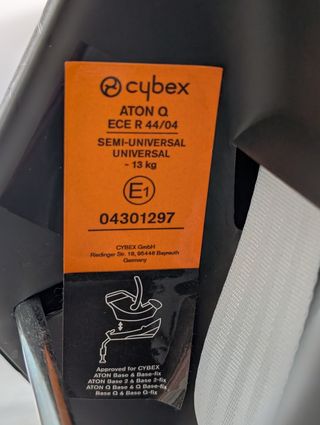 cybex
ATON Q
ECE R 44/04
SEMI-UNIVERSAL
UNIVERSAL
- 13 kg
E1
04301297
CYBEX GmbH
Riedinger Str. 18, 95448 Bayreuth
Germany
Approved for CYBEX
ATON Base & Base-fix
ATON Base 2 & Base 2-fix
ATON Q Base & Q Base-fix
Base Q & Base Q-fix